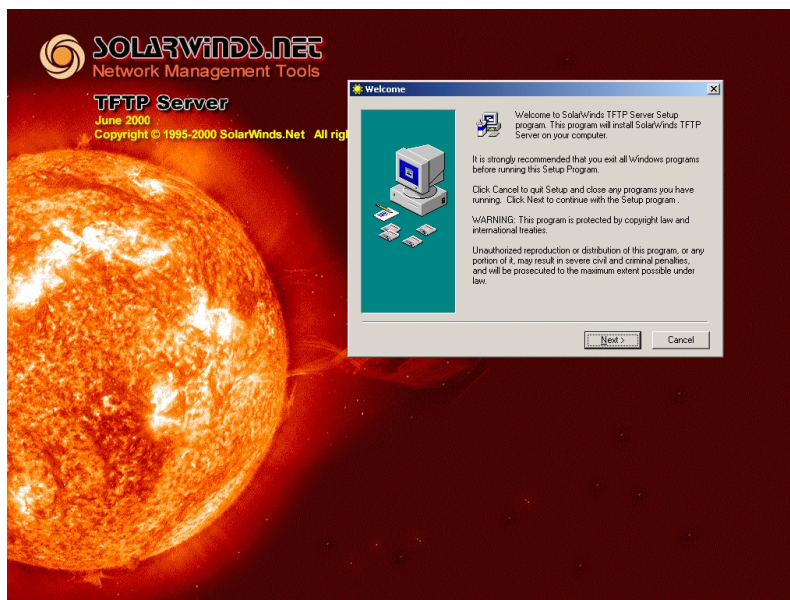 SOLARWINDS.NET
Network Management Tools
TFTP Server
June 2000
Copyright © 1995-2000 SolarWinds.Net All
Welcome
Welcome to SolarWinds TFTP Server Setup
program. This program will install SolarWinds TFTP
Server on your computer.
It is strongly recommended that you exit all Windows programs
before running this Setup Program.
Click Cancel to quit Setup and close any programs you have
running. Click Next to continue with the Setup program .
WARNING: This program is protected by copyright law and
international treaties.
Unauthorized reproduction or distribution of this program, or any
portion of it, may result in severe civil and criminal penalties,
and will be prosecuted to the maximum extent possible under
law.
Next >
Cancel